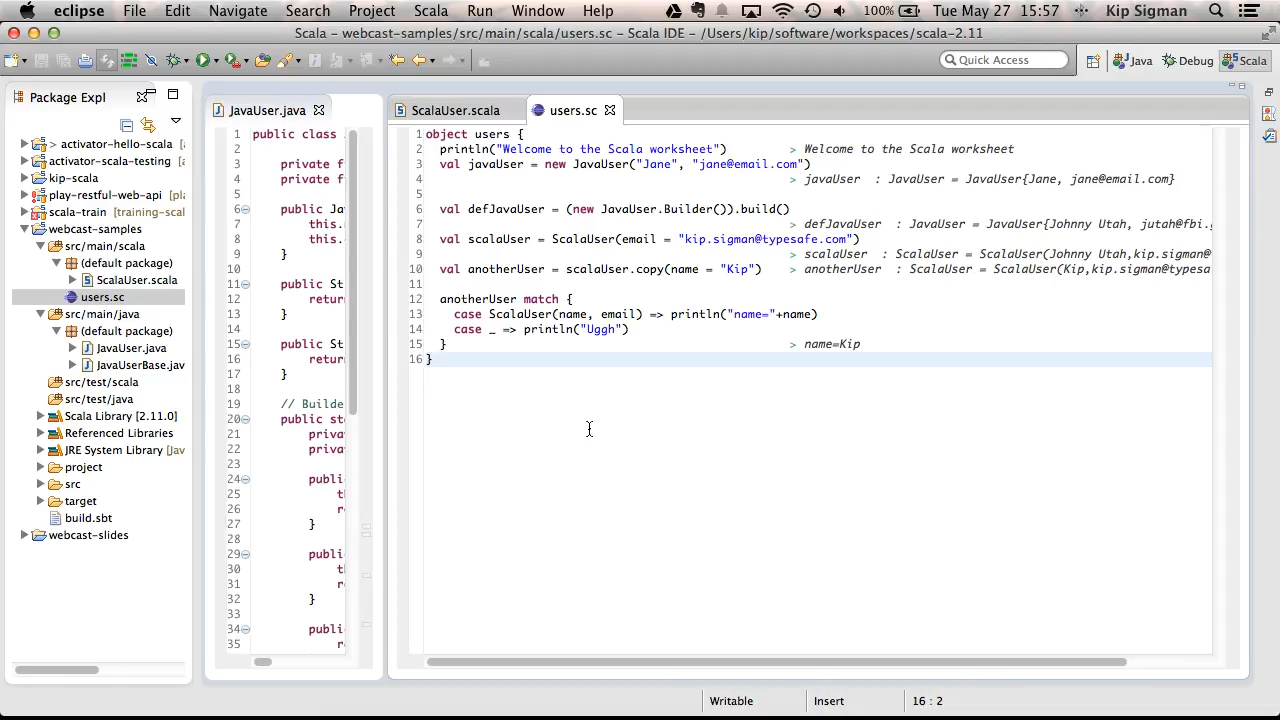 eclipse File Edit Navigate Search Project Scala Run Window Help 100% Tue May 27 15:57 Kip Sigman
Scala – webcast-samples/src/main/scala/users.sc – Scala IDE – /Users/kip/software/workspaces/scala-2.11
Quick Access Java Debug Scala
Package Expl
> activator-hello-scala
activator-scala-testing
kip-scala
play-restful-web-api [pla
scala-train [training-scal
webcast-samples
src/main/scala
(default package)
ScalaUser.scala
users.sc
src/main/java
(default package)
JavaUser.java
JavaUserBase.jav
src/test/scala
src/test/java
Scala Library [2.11.0]
Referenced Libraries
JRE System Library [Jav
project
src
target
build.sbt
webcast-slides
JavaUser.java
1 public class
2
3 private f
4 private f
5
6 public Ja
7 this.
8 this.
9 }
10
11 public St
12 return
13 }
14
15 public St
16 return
17 }
18
19 // Builde
20 public st
21 priva
22 priva
23
24 publi
25 th
26 re
27 }
28
29 publi
30 th
31 re
32 }
33
34 publi
35 re
ScalaUser.scala users.sc
1 object users {
2 println("Welcome to the Scala worksheet") > Welcome to the Scala worksheet
3 val javaUser = new JavaUser("Jane", "jane@email.com")
4 > javaUser : JavaUser = JavaUser{Jane, jane@email.com}
5
6 val defJavaUser = (new JavaUser.Builder()).build()
7 > defJavaUser : JavaUser = JavaUser{Johnny Utah, jutah@fbi.g
8 val scalaUser = ScalaUser(email = "kip.sigman@typesafe.com")
9 > scalaUser : ScalaUser = ScalaUser(Johnny Utah,kip.sigman@
10 val anotherUser = scalaUser.copy(name = "Kip") > anotherUser : ScalaUser = ScalaUser(Kip,kip.sigman@typesa
11
12 anotherUser match {
13 case ScalaUser(name, email) => println("name="+name)
14 case _ => println("Uggh")
15 } > name=Kip
16 }
Writable Insert 16 : 2